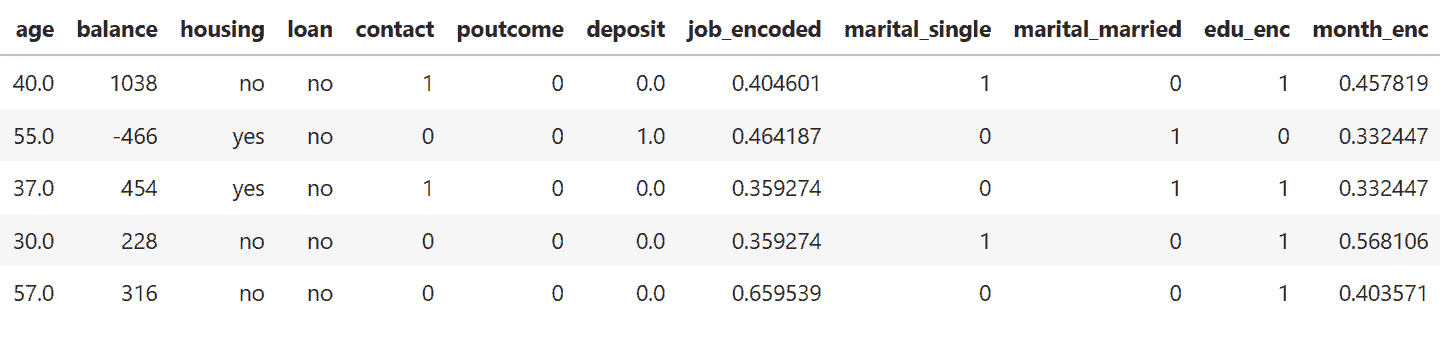 age balance housing loan contact poutcome deposit job_encoded marital_single marital_married edu_enc month_enc
40.0 1038 no no 1 0 0.0 0.404601 1 0 1 0.457819
55.0 -466 yes no 0 0 1.0 0.464187 0 1 0 0.332447
37.0 454 yes no 1 0 0.0 0.359274 0 1 1 0.332447
30.0 228 no no 0 0 0.0 0.359274 1 0 1 0.568106
57.0 316 no no 0 0 0.0 0.659539 0 0 1 0.403571